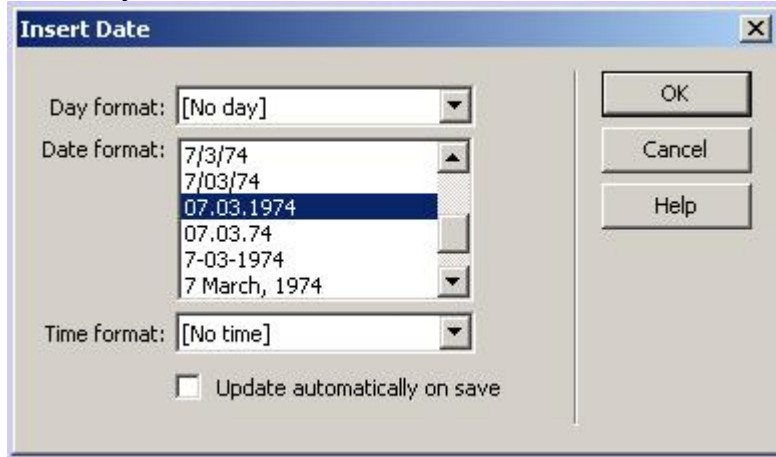 Insert Date
Day format: [No day]
OK
Date format: 7/3/74
7/03/74
07.03.1974
07.03.74
7-03-1974
7 March, 1974
Cancel
Help
Time format: [No time]
Update automatically on save